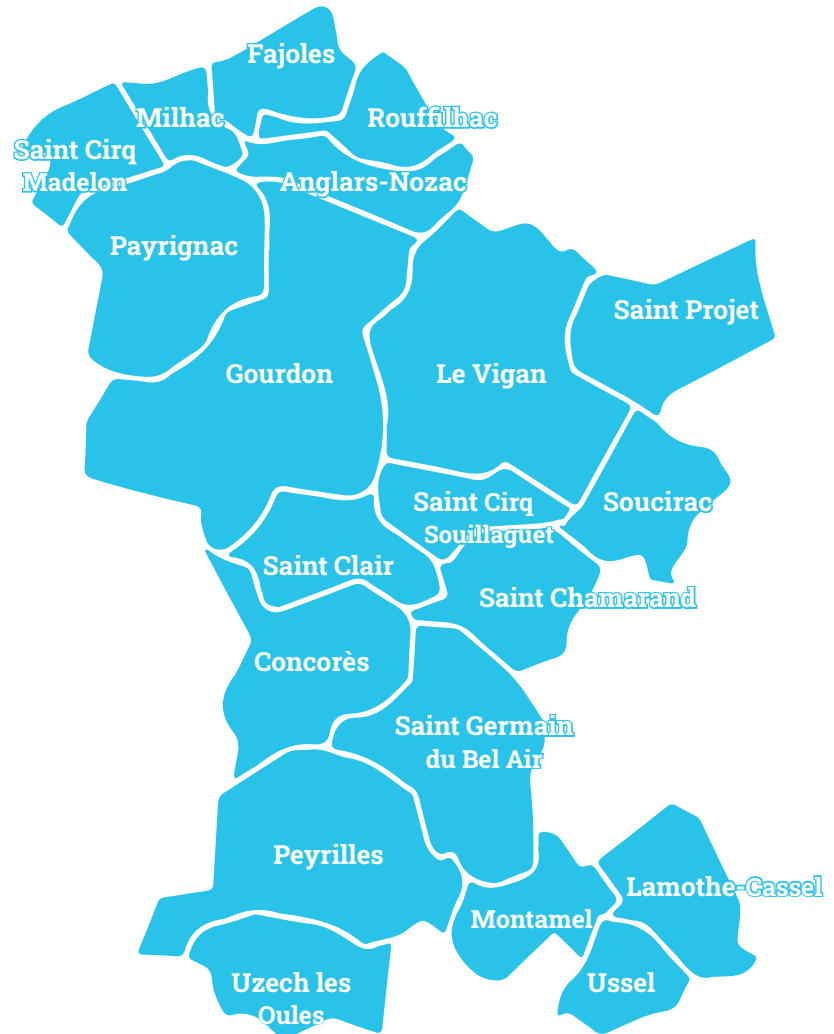 Fajoles
Milhac
Rouffilhac
Saint Cirq
Madelon
Anglars-Nozac
Payrignac
Saint Projet
Gourdon
Le Vigan
Saint Cirq
Souillaguet
Soucirac
Saint Clair
Saint Chamarand
Concorès
Saint Germain
du Bel Air
Peyrilles
Lamothe-Cassel
Montamel
Uzech les
Oules
Ussel